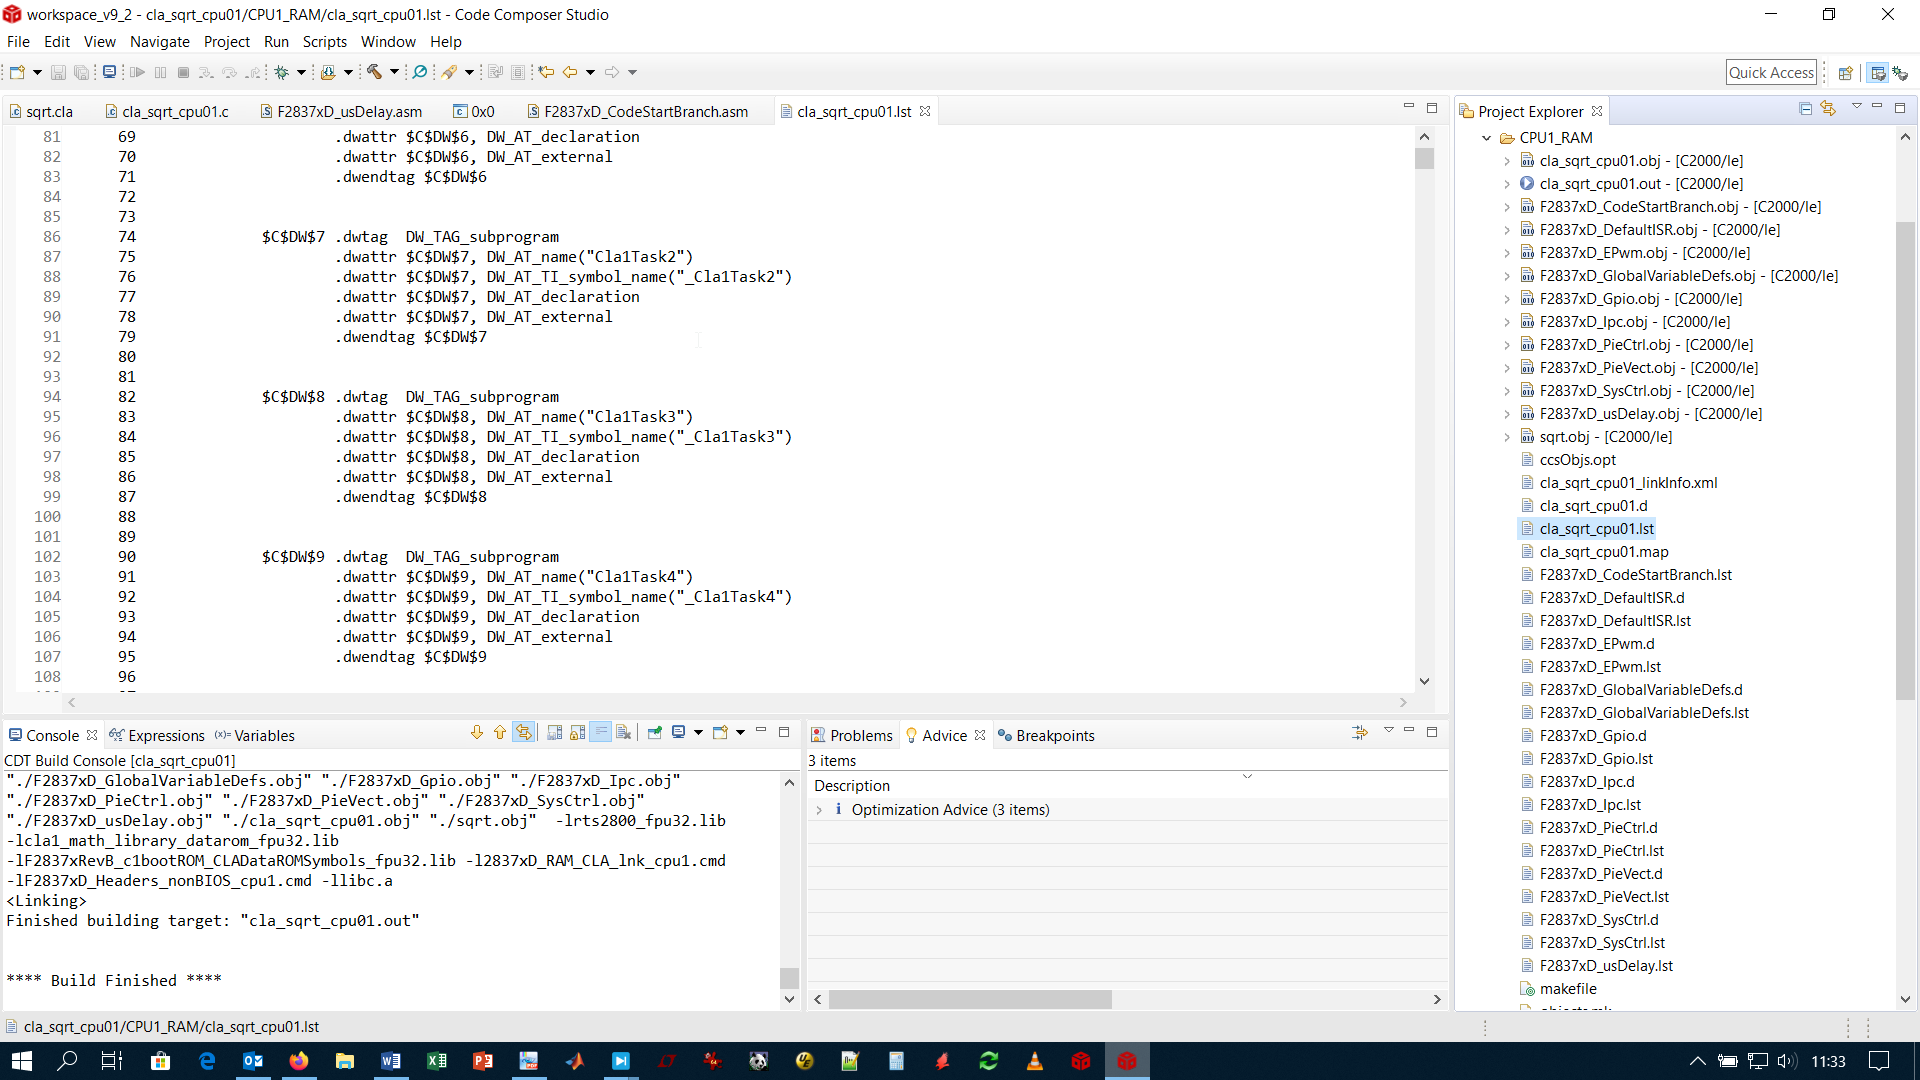 workspace_v9_2 - cla_sqrt_cpu01/CPU1_RAM/cla_sqrt_cpu01.lst - Code Composer Studio
File Edit View Navigate Project Run Scripts Window Help
Quick Access
sqrt.cla cla_sqrt_cpu01.c F2837xD_usDelay.asm 0x0 F2837xD_CodeStartBranch.asm cla_sqrt_cpu01.lst
81 69 .dwattr $C$DW$6, DW_AT_declaration
82 70 .dwattr $C$DW$6, DW_AT_external
83 71 .dwendtag $C$DW$6
84 72
85 73
86 74 $C$DW$7 .dwtag DW_TAG_subprogram
87 75 .dwattr $C$DW$7, DW_AT_name("Cla1Task2")
88 76 .dwattr $C$DW$7, DW_AT_TI_symbol_name("_Cla1Task2")
89 77 .dwattr $C$DW$7, DW_AT_declaration
90 78 .dwattr $C$DW$7, DW_AT_external
91 79 .dwendtag $C$DW$7
92 80
93 81
94 82 $C$DW$8 .dwtag DW_TAG_subprogram
95 83 .dwattr $C$DW$8, DW_AT_name("Cla1Task3")
96 84 .dwattr $C$DW$8, DW_AT_TI_symbol_name("_Cla1Task3")
97 85 .dwattr $C$DW$8, DW_AT_declaration
98 86 .dwattr $C$DW$8, DW_AT_external
99 87 .dwendtag $C$DW$8
100 88
101 89
102 90 $C$DW$9 .dwtag DW_TAG_subprogram
103 91 .dwattr $C$DW$9, DW_AT_name("Cla1Task4")
104 92 .dwattr $C$DW$9, DW_AT_TI_symbol_name("_Cla1Task4")
105 93 .dwattr $C$DW$9, DW_AT_declaration
106 94 .dwattr $C$DW$9, DW_AT_external
107 95 .dwendtag $C$DW$9
108 96
Console Expressions Variables
CDT Build Console [cla_sqrt_cpu01]
"./F2837xD_GlobalVariableDefs.obj" "./F2837xD_Gpio.obj" "./F2837xD_Ipc.obj"
"./F2837xD_PieCtrl.obj" "./F2837xD_PieVect.obj" "./F2837xD_SysCtrl.obj"
"./F2837xD_usDelay.obj" "./cla_sqrt_cpu01.obj" "./sqrt.obj" -lrts2800_fpu32.lib
-lcla1_math_library_datarom_fpu32.lib
-lF2837xRevB_c1bootROM_CLADataROMSymbols_fpu32.lib -l2837xD_RAM_CLA_lnk_cpu1.cmd
-lF2837xD_Headers_nonBIOS_cpu1.cmd -llibc.a
<Linking>
Finished building target: "cla_sqrt_cpu01.out"
**** Build Finished ****
Problems Advice Breakpoints
3 items
Description
Optimization Advice (3 items)
Project Explorer
CPU1_RAM
cla_sqrt_cpu01.obj - [C2000/le]
cla_sqrt_cpu01.out - [C2000/le]
F2837xD_CodeStartBranch.obj - [C2000/le]
F2837xD_DefaultISR.obj - [C2000/le]
F2837xD_EPwm.obj - [C2000/le]
F2837xD_GlobalVariableDefs.obj - [C2000/le]
F2837xD_Gpio.obj - [C2000/le]
F2837xD_Ipc.obj - [C2000/le]
F2837xD_PieCtrl.obj - [C2000/le]
F2837xD_PieVect.obj - [C2000/le]
F2837xD_SysCtrl.obj - [C2000/le]
F2837xD_usDelay.obj - [C2000/le]
sqrt.obj - [C2000/le]
ccsObjs.opt
cla_sqrt_cpu01_linkInfo.xml
cla_sqrt_cpu01.d
cla_sqrt_cpu01.lst
cla_sqrt_cpu01.map
F2837xD_CodeStartBranch.lst
F2837xD_DefaultISR.d
F2837xD_DefaultISR.lst
F2837xD_EPwm.d
F2837xD_EPwm.lst
F2837xD_GlobalVariableDefs.d
F2837xD_GlobalVariableDefs.lst
F2837xD_Gpio.d
F2837xD_Gpio.lst
F2837xD_Ipc.d
F2837xD_Ipc.lst
F2837xD_PieCtrl.d
F2837xD_PieCtrl.lst
F2837xD_PieVect.d
F2837xD_PieVect.lst
F2837xD_SysCtrl.d
F2837xD_SysCtrl.lst
F2837xD_usDelay.lst
makefile
cla_sqrt_cpu01/CPU1_RAM/cla_sqrt_cpu01.lst
11:33